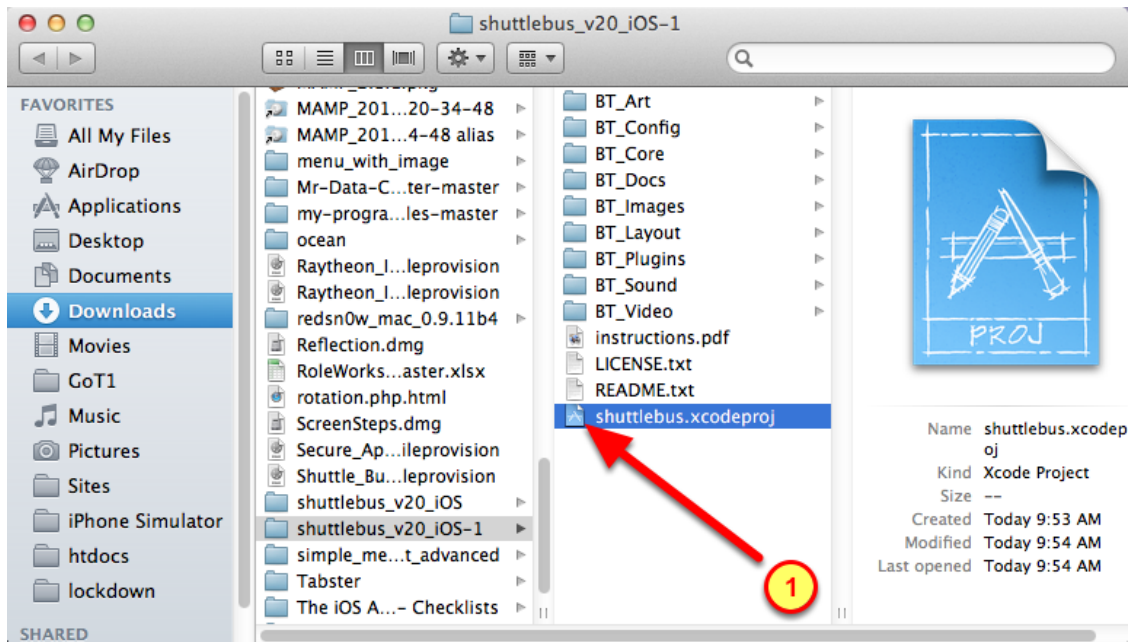 shuttlebus_v20_iOS-1
FAVORITES
All My Files
AirDrop
Applications
Desktop
Documents
Downloads
Movies
GoT1
Music
Pictures
Sites
iPhone Simulator
htdocs
lockdown
SHARED
MAMP_201...20-34-48
MAMP_201...4-48 alias
menu_with_image
Mr-Data-C...ter-master
my-progra...les-master
ocean
Raytheon_I...leprovision
Raytheon_I...leprovision
redsn0w_mac_0.9.11b4
Reflection.dmg
RoleWorks...aster.xlsx
rotation.php.html
ScreenSteps.dmg
Secure_Ap...ileprovision
Shuttle_Bu...leprovision
shuttlebus_v20_iOS
shuttlebus_v20_iOS-1
simple_me...t_advanced
Tabster
The iOS A...- Checklists
BT_Art
BT_Config
BT_Core
BT_Docs
BT_Images
BT_Layout
BT_Plugins
BT_Sound
BT_Video
instructions.pdf
LICENSE.txt
README.txt
shuttlebus.xcodeproj
1
PROJ
Name shuttlebus.xcodep
oj
Kind Xcode Project
Size --
Created Today 9:53 AM
Modified Today 9:54 AM
Last opened Today 9:54 AM